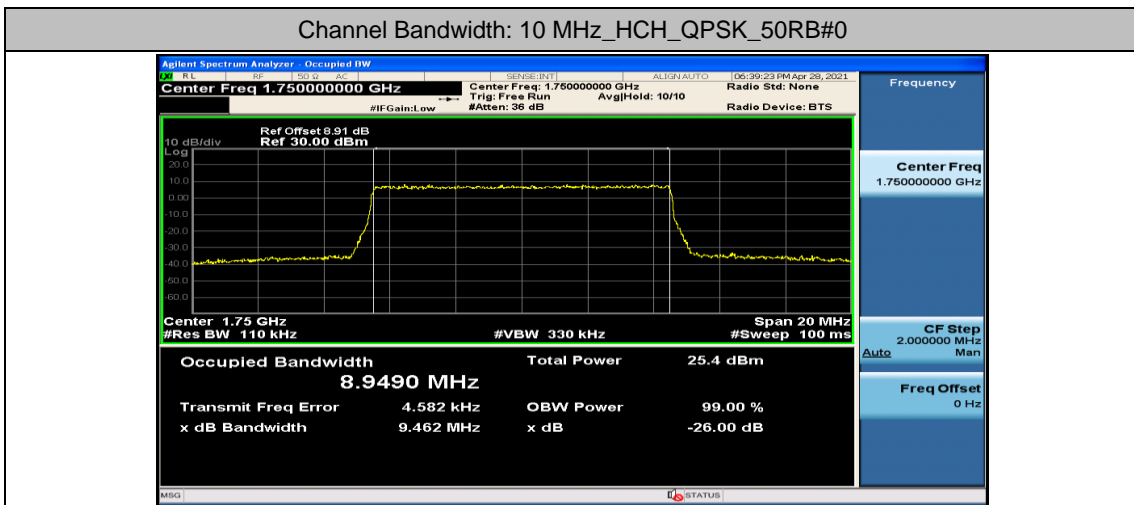 Channel Bandwidth: 10 MHz_HCH_QPSK_50RB#0
Agilent Spectrum Analyzer - Occupied BW
LXI RL RF 50 Ω AC SENSE:INT ALIGN AUTO 06:39:23 PM Apr 28, 2021
Center Freq 1.750000000 GHz
Center Freq: 1.750000000 GHz
Radio Std: None
Trig: Free Run Avg|Hold: 10/10
#IFGain:Low
#Atten: 36 dB
Radio Device: BTS
Ref Offset 8.91 dB
10 dB/div Ref 30.00 dBm
Log
20.0
10.0
0.00
-10.0
-20.0
-30.0
-40.0
-50.0
-60.0
Center 1.75 GHz Span 20 MHz
#Res BW 110 kHz #VBW 330 kHz #Sweep 100 ms
Occupied Bandwidth Total Power 25.4 dBm
8.9490 MHz
Transmit Freq Error 4.582 kHz OBW Power 99.00 %
x dB Bandwidth 9.462 MHz x dB -26.00 dB
MSG STATUS
Frequency
Center Freq
1.750000000 GHz
CF Step
2.000000 MHz
Auto Man
Freq Offset
0 Hz